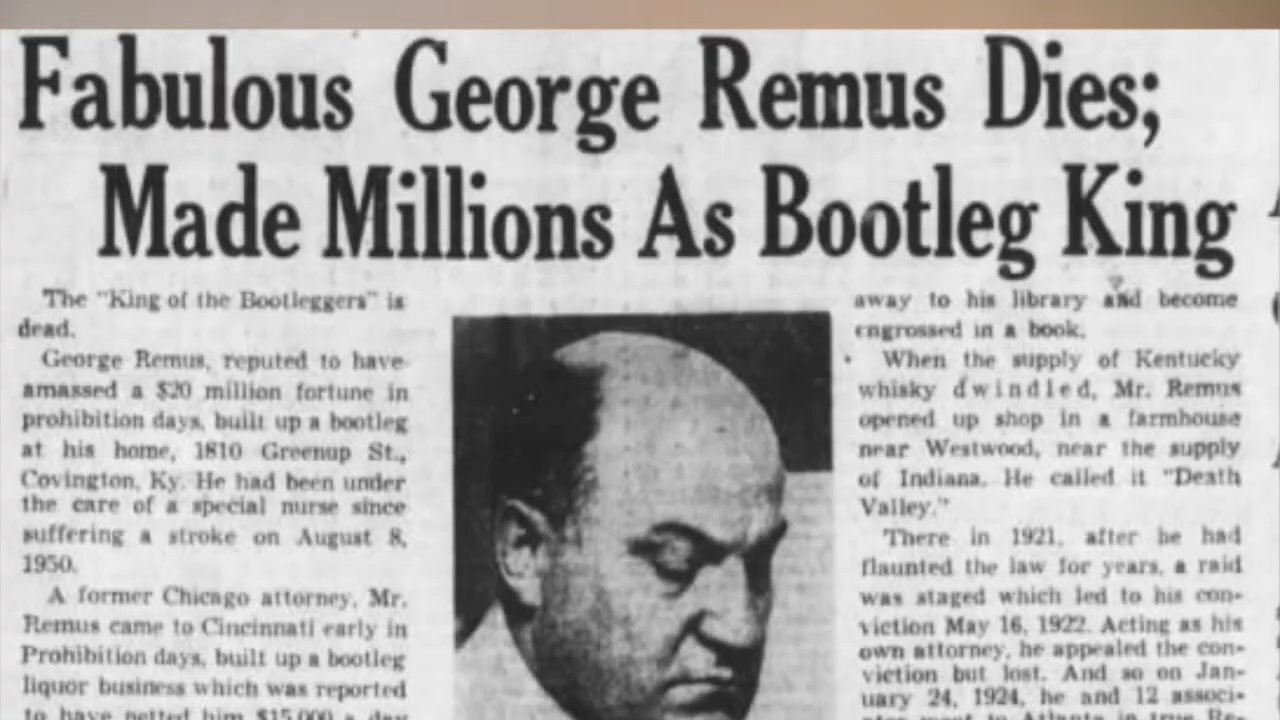 Fabulous George Remus Dies;
Made Millions As Bootleg King
The "King of the Bootleggers" is
dead.
George Remus, reputed to have
amassed a $20 million fortune in
prohibition days, built up a bootleg
at his home, 1810 Greenup St.,
Covington, Ky. He had been under
the care of a special nurse since
suffering a stroke on August 8,
1950.
A former Chicago attorney, Mr.
Remus came to Cincinnati early in
Prohibition days, built up a bootleg
liquor business which was reported
to have netted him $15,000 a day
away to his library and become
engrossed in a book.
When the supply of Kentucky
whisky dwindled, Mr. Remus
opened up shop in a farmhouse
near Westwood, near the supply
of Indiana. He called it "Death
Valley."
There in 1921, after he had
flaunted the law for years, a raid
was staged which led to his con-
viction May 16, 1922. Acting as his
own attorney, he appealed the con-
viction but lost. And so on Jan-
uary 24, 1924, he and 12 associ-